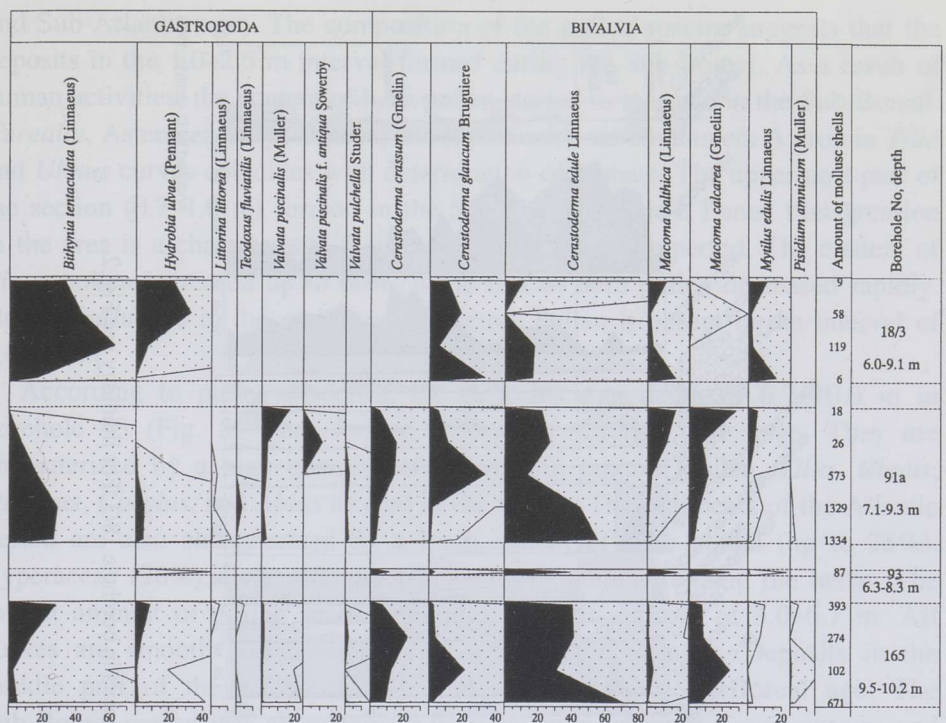 GASTROPODA
BIVALVIA
Bithynia tentaculata (Linnaeus)
Hydrobia ulvae (Pennant)
Littorina littorea (Linnaeus)
Teodoxus fluviatilis (Linnaeus)
Valvata piscinalis (Muller)
Valvata piscinalis f. antiqua Sowerby
Valvata pulchella Studer
Cerastoderma crassum (Gmelin)
Cerastoderma glaucum Bruguiere
Cerastoderma edule Linnaeus
Macoma balthica (Linnaeus)
Macoma calcarea (Gmelin)
Mytilus edulis Linnaeus
Pisidium amnicum (Muller)
Amount of mollusc shells
Borehole No, depth
58
119
6
18/3
6.0-9.1 m
18
26
573
1329
1334
91a
7.1-9.3 m
87
93
6.3-8.3 m
393
274
102
671
165
9.5-10.2 m
20 40 60
20 40
20
20
20
20 40
20 40 60 80
20
20
20